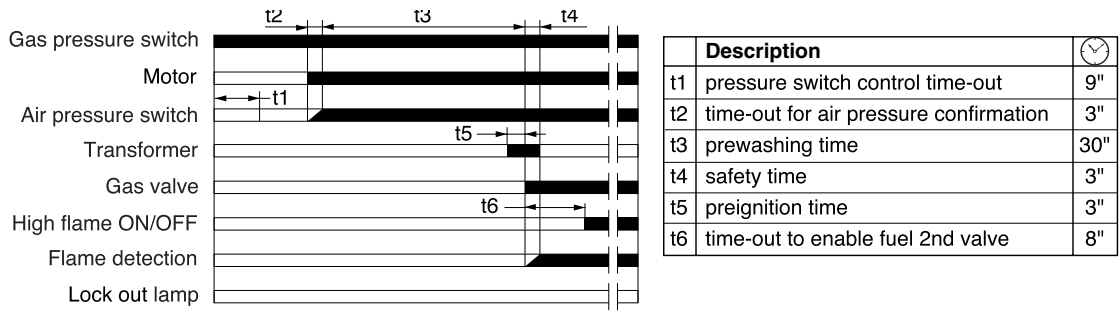 t2 t3 t4
Gas pressure switch
Motor
t1
Air pressure switch
t5
Transformer
Gas valve
t6
High flame ON/OFF
Flame detection
Lock out lamp
Description
t1 pressure switch control time-out 9"
t2 time-out for air pressure confirmation 3"
t3 prewashing time 30"
t4 safety time 3"
t5 preignition time 3"
t6 time-out to enable fuel 2nd valve 8"